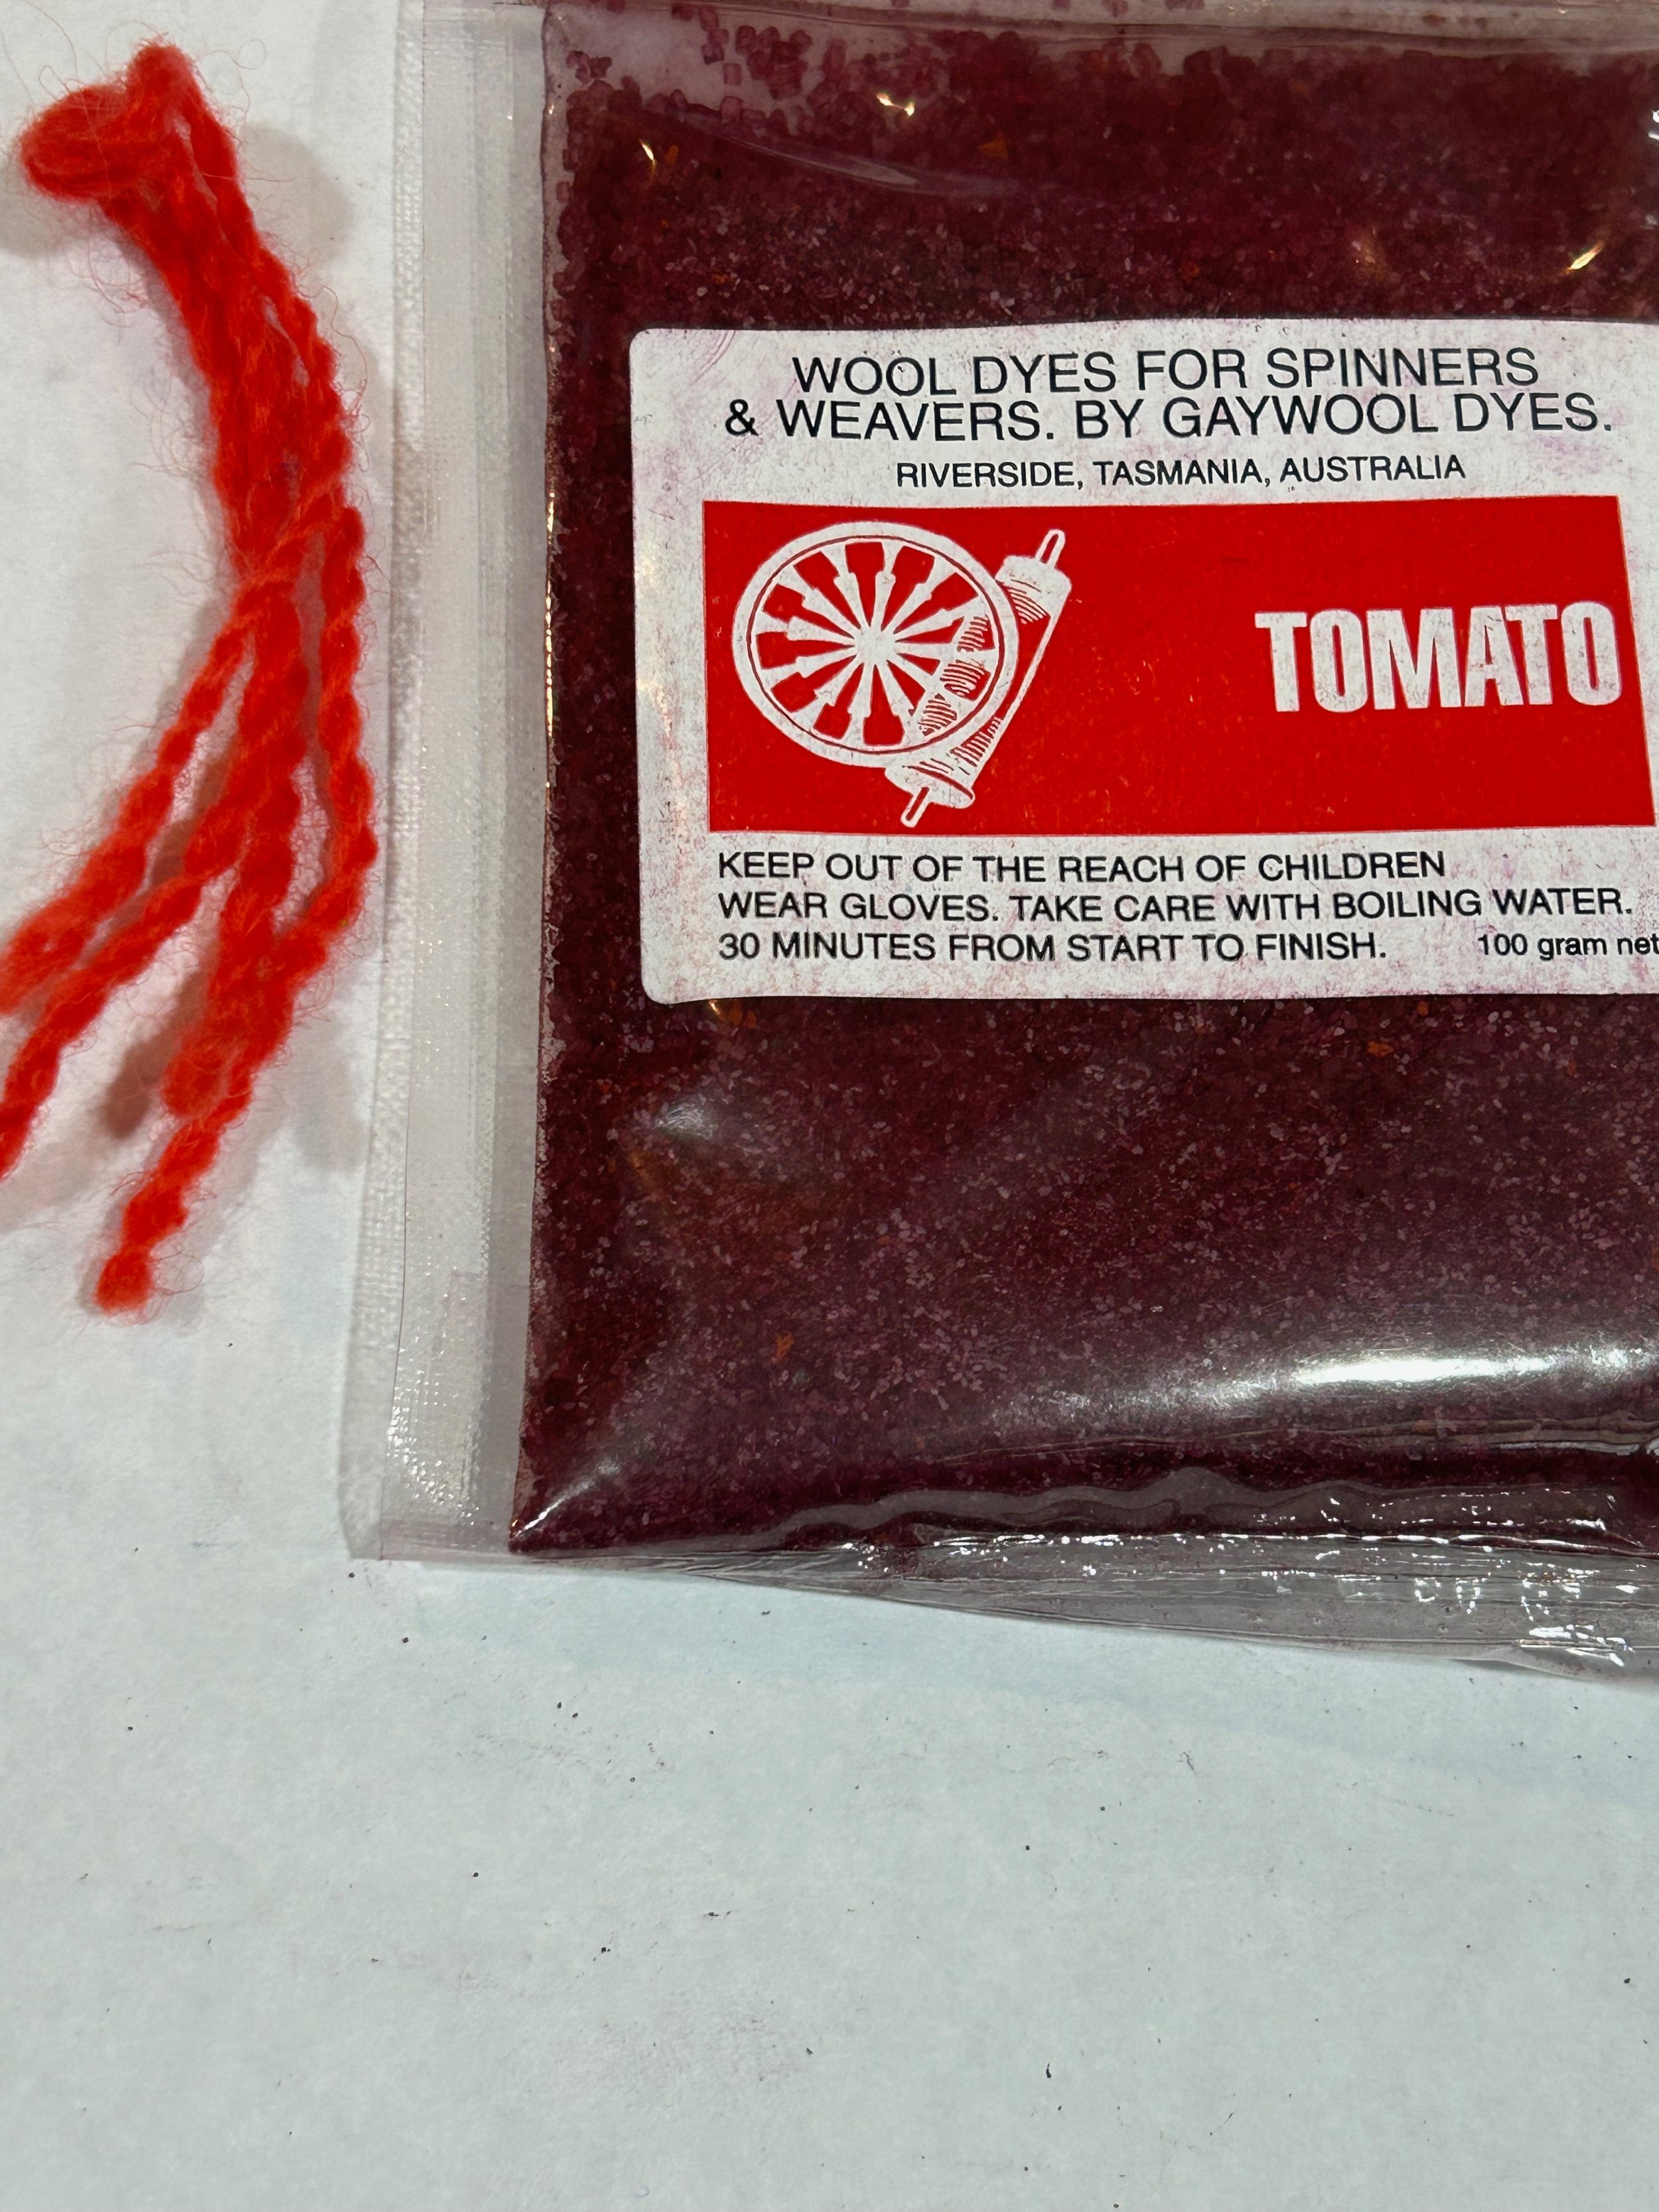 WOOL DYES FOR SPINNERS
& WEAVERS. BY GAYWOOL DYES.
RIVERSIDE, TASMANIA, AUSTRALIA
TOMATO
KEEP OUT OF THE REACH OF CHILDREN
WEAR GLOVES. TAKE CARE WITH BOILING WATER.
30 MINUTES FROM START TO FINISH. 100 gram net